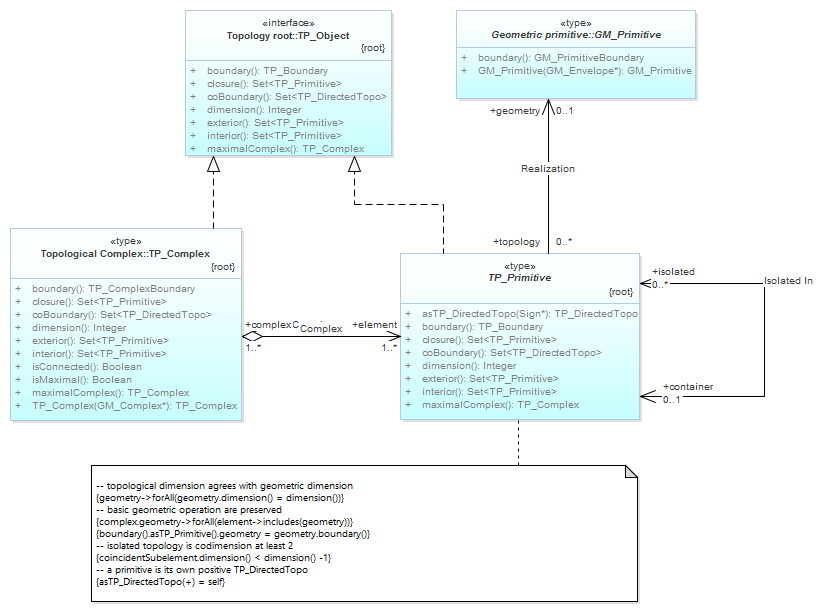 «interface»
Topology root::TP_Object
{root}
+ boundary(): TP_Boundary
+ closure(): Set<TP_Primitive>
+ coBoundary(): Set<TP_DirectedTopo>
+ dimension(): Integer
+ exterior(): Set<TP_Primitive>
+ interior(): Set<TP_Primitive>
+ maximalComplex(): TP_Complex
«type»
Geometric primitive::GM_Primitive
+ boundary(): GM_PrimitiveBoundary
+ GM_Primitive(GM_Envelope*): GM_Primitive
+geometry
0..1
Realization
+topology
0..*
«type»
Topological Complex::TP_Complex
{root}
+ boundary(): TP_ComplexBoundary
+ closure(): Set<TP_Primitive>
+ coBoundary(): Set<TP_DirectedTopo>
+ dimension(): Integer
+ exterior(): Set<TP_Primitive>
+ interior(): Set<TP_Primitive>
+ isConnected(): Boolean
+ isMaximal(): Boolean
+ maximalComplex(): TP_Complex
+ TP_Complex(GM_Complex*): TP_Complex
+complex
Complex
+element
1..*
1..*
«type»
TP_Primitive
{root}
+ asTP_DirectedTopo(Sign*): TP_DirectedTopo
+ boundary(): TP_Boundary
+ closure(): Set<TP_Primitive>
+ coBoundary(): Set<TP_DirectedTopo>
+ dimension(): Integer
+ exterior(): Set<TP_Primitive>
+ interior(): Set<TP_Primitive>
+ maximalComplex(): TP_Complex
+isolated
0..*
Isolated In
+container
0..1
-- topological dimension agrees with geometric dimension
{geometry->forAll(geometry.dimension() = dimension())}
-- basic geometric operation are preserved
{complex.geometry->forAll(element->includes(geometry))}
{boundary().asTP_Primitive().geometry = geometry.boundary()}
-- isolated topology is codimension at least 2
{coincidentSubelement.dimension() < dimension() -1}
-- a primitive is its own positive TP_DirectedTopo
{asTP_DirectedTopo(+) = self}